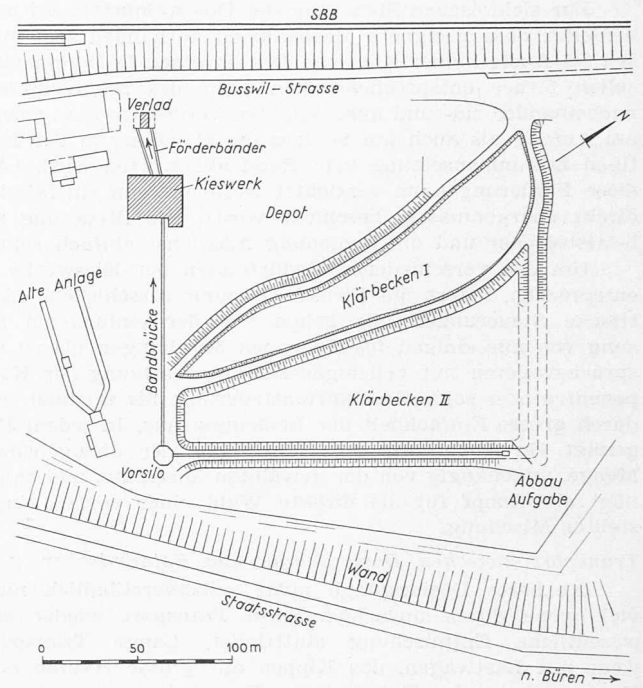 SBB
Busswil-Strasse
Verlad
Förderbänder
Kieswerk
N
Depot
Alte Anlage
Bandbrücke
Klärbecken I
Klärbecken II
Vorsilo
Abbau
Aufgabe
Wand
Staatsstrasse
0 50 100 m
n. Büren